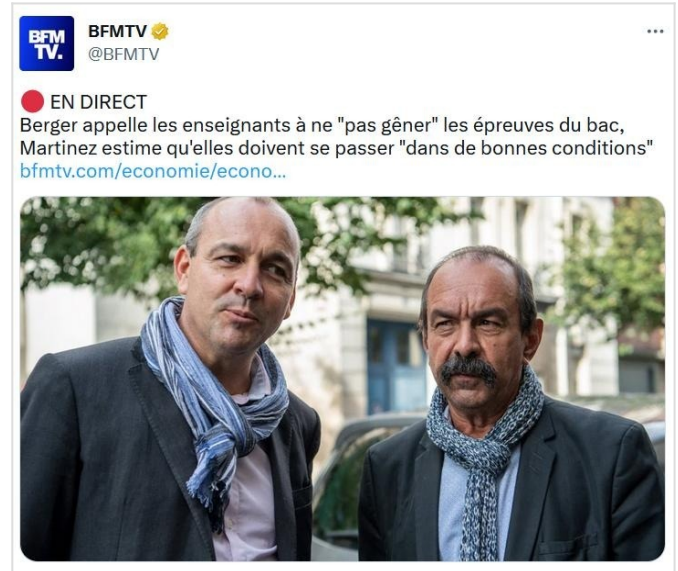 BFM
TV.
BFMTV
@BFMTV
EN DIRECT
Berger appelle les enseignants à ne "pas gêner" les épreuves du bac,
Martinez estime qu'elles doivent se passer "dans de bonnes conditions"
bfmtv.com/economie/econo...